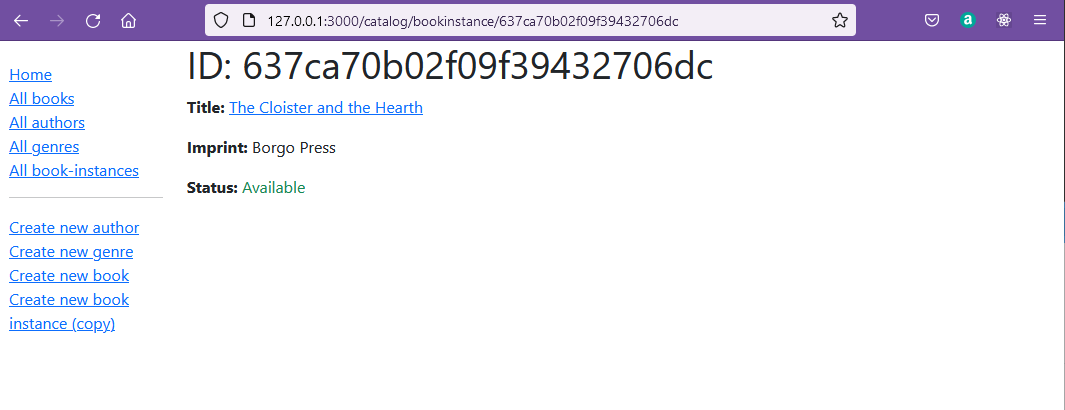 127.0.0.1:3000/catalog/bookinstance/637ca70b02f09f39432706dc
a
Home
All books
All authors
All genres
All book-instances
Create new author
Create new genre
Create new book
Create new book
instance (copy)
ID: 637ca70b02f09f39432706dc
Title: The Cloister and the Hearth
Imprint: Borgo Press
Status: Available